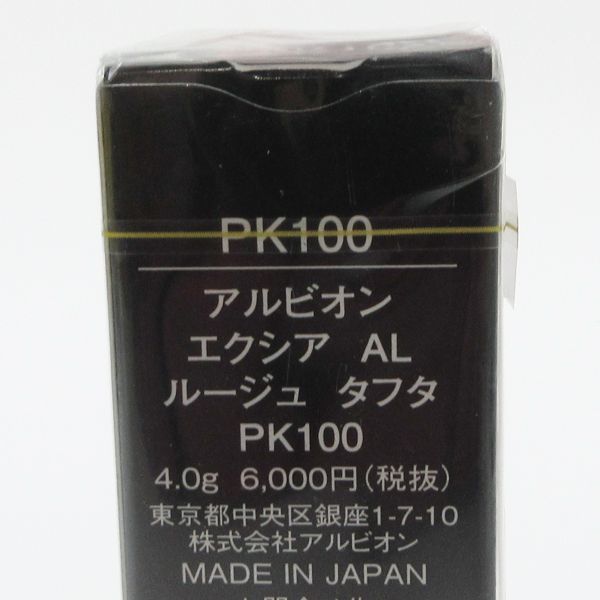 PK100
アルビオン
エクシア AL
ルージュ タフタ
PK100
4.0g 6,000円(税抜)
東京都中央区銀座1-7-10
株式会社アルビオン
MADE IN JAPAN